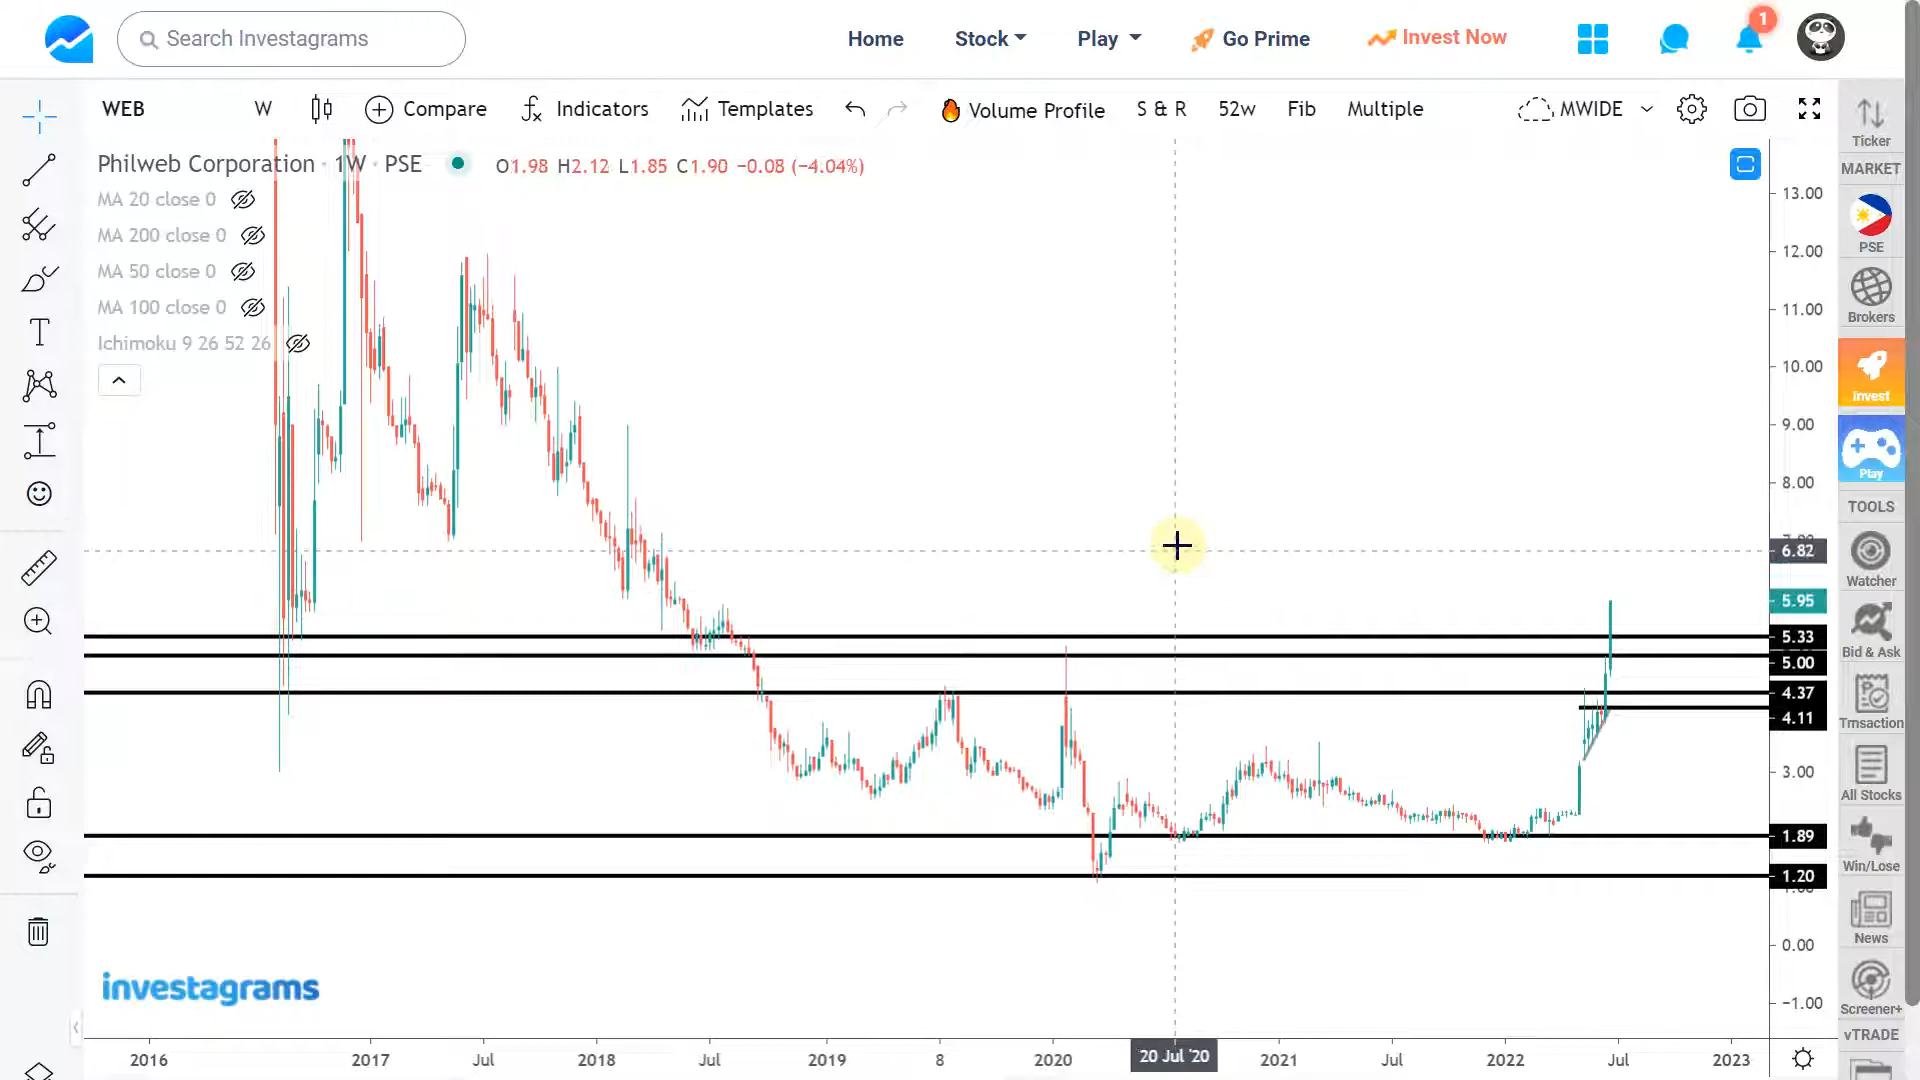 Search Investagrams
Home
Stock
Play
Go Prime
Invest Now
1
WEB
W
Compare
Indicators
Templates
Volume Profile
S & R
52w
Fib
Multiple
MWIDE
Philweb Corporation · 1W · PSE
O1.98 H2.12 L1.85 C1.90 −0.08 (−4.04%)
MA 20 close 0
MA 200 close 0
MA 50 close 0
MA 100 close 0
Ichimoku 9 26 52 26
13.00
12.00
11.00
10.00
9.00
8.00
6.82
5.95
5.33
5.00
4.37
4.11
3.00
1.89
1.20
0.00
−1.00
investagrams
2016
2017
Jul
2018
Jul
2019
8
2020
20 Jul '20
2021
Jul
2022
Jul
2023
Ticker
MARKET
PSE
Brokers
Invest
Play
TOOLS
Watcher
Bid & Ask
Trnsaction
All Stocks
Win/Lose
News
Screener+
vTRADE